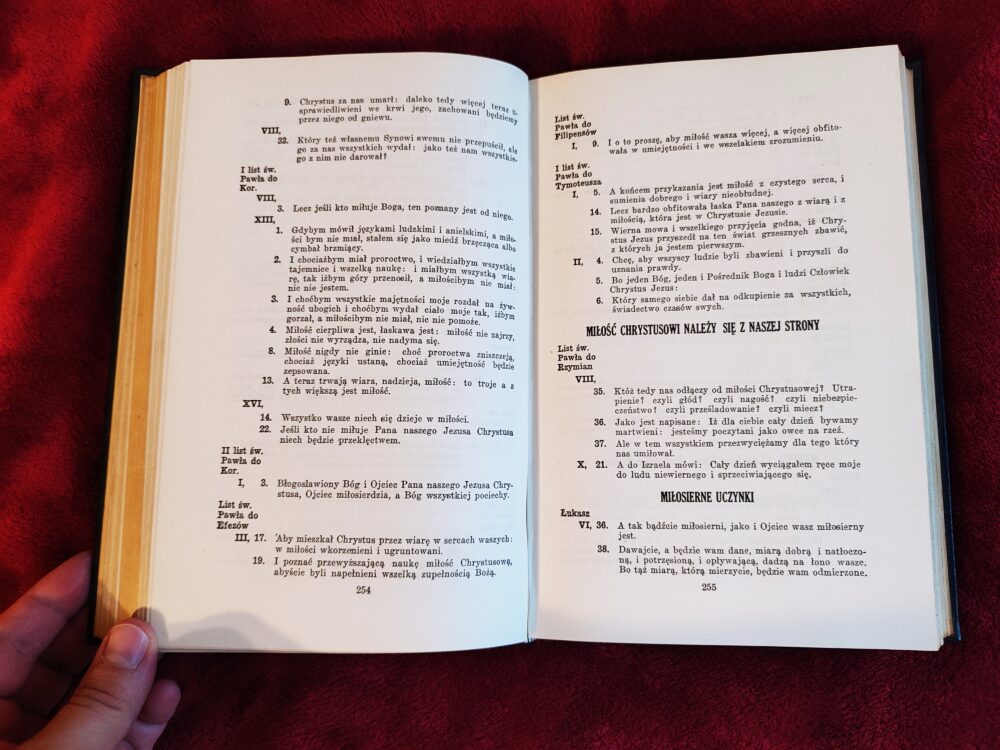 9. Chrystus za nas umarł: daleko tedy więcej teraz u-
sprawiedliwieni we krwi jego, zachowani będziemy
przez niego od gniewu.
VIII,
32. Który też własnemu Synowi swemu nie przepuścił, ale
go za nas wszystkich wydał: jako też nam wszystkie-
go z nim nie darował?
I list św.
Pawła do
Kor.
VIII,
3. Lecz jeśli kto miłuje Boga, ten poznany jest od niego.
XIII,
1. Gdybym mówił językami ludzkimi i anielskimi, a miło-
ści bym nie miał, stałem się jako miedź brzęcząca albo
cymbał brzmiący.
2. I chociażbym miał proroctwo, i wiedziałbym wszystkie
tajemnice i wszelką naukę: i miałbym wszystką wia-
rę, tak iżbym góry przenosił, a miłościbym nie miał:
nic nie jestem.
3. I choćbym wszystkie majętności moje rozdał na żyw-
ność ubogich i choćbym wydał ciało moje tak, iżbym
gorzał, a miłościbym nie miał, nic nie pomoże.
4. Miłość cierpliwa jest, łaskawa jest: miłość nie zajrzy,
złości nie wyrządza, nie nadyma się.
8. Miłość nigdy nie ginie: choć proroctwa zniszczeją,
chociaż języki ustaną, chociaż umiejętność będzie
zepsowana.
13. A teraz trwają wiara, nadzieja, miłość: to troje a z
tych większą jest miłość.
XVI,
14. Wszystko wasze niech się dzieje w miłości.
22. Jeśli kto nie miłuje Pana naszego Jezusa Chrystusa
niech będzie przeklęctwem.
II list św.
Pawła do
Kor.
I, 3. Błogosławiony Bóg i Ojciec Pana naszego Jezusa Chry-
stusa, Ojciec miłosierdzia, a Bóg wszystkiej pociechy.
List św.
Pawła do
Efezów
III, 17. Aby mieszkał Chrystus przez wiarę w sercach waszych:
w miłości wkorzenieni i ugruntowani.
19. I poznać przewyższającą naukę miłość Chrystusową,
abyście byli napełnieni wszelką zupełnością Bożą.
254
List św.
Pawła do
Filipensów
I, 9. I o to proszę, aby miłość wasza więcej, a więcej obfito-
wała w umiejętności i we wszelakim zrozumieniu.
I list św.
Pawła do
Tymoteusza
I, 5. A końcem przykazania jest miłość z czystego serca, i
sumienia dobrego i wiary nieobłudnej.
14. Lecz bardzo obfitowała łaska Pana naszego z wiarą i z
miłością, która jest w Chrystusie Jezusie.
15. Wierna mowa i wszelkiego przyjęcia godna, iż Chry-
stus Jezus przyszedł na ten świat grzesznych zbawić,
z których ja jestem pierwszym.
II, 4. Chcę, aby wszyscy ludzie byli zbawieni i przyszli do
uznania prawdy.
5. Bo jeden Bóg, jeden i Pośrednik Boga i ludzi Człowiek
Chrystus Jezus:
6. Który samego siebie dał na odkupienie za wszystkich,
świadectwo czasów swych.
MIŁOŚĆ CHRYSTUSOWI NALEŻY SIĘ Z NASZEJ STRONY
List św.
Pawła do
Rzymian
VIII,
35. Któż tedy nas odłączy od miłości Chrystusowej? Utra-
pienie? czyli głód? czyli nagość? czyli niebezpie-
czeństwo? czyli prześladowanie? czyli miecz?
36. Jako jest napisane: Iż dla ciebie cały dzień bywamy
martwieni: jesteśmy poczytani jako owce na rzeź.
37. Ale w tem wszystkiem przezwyciężamy dla tego który
nas umiłował.
X, 21. A do Izraela mówi: Cały dzień wyciągałem ręce moje
do ludu niewiernego i sprzeciwiającego się.
MIŁOSIERNE UCZYNKI
Łukasz
VI, 36. A tak bądźcie miłosierni, jako i Ojciec wasz miłosierny
jest.
38. Dawajcie, a będzie wam dane, miarą dobrą i natłoczo-
ną, i potrzęsioną, i opływającą, dadzą na łono wasze.
Bo tąż miarą, którą mierzycie, będzie wam odmierzone.
255